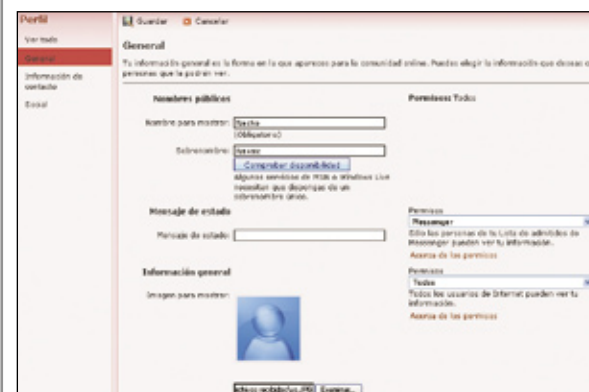 Perfil
Ver todo
General
Información de
contacto
Social
Guardar Cancelar
General
Tu información general es la forma en la que apareces para la comunidad online. Puedes elegir la información que deseas
personas que la podrán ver.
Nombres públicos
Permisos: Todos
Nombre para mostrar: Nacho
(Obligatorio)
Sobrenombre:
Comprobar disponibilidad
Algunos servicios de MSN o Windows Live
necesitan que dispongas de un
sobrenombre único.
Mensaje de estado
Mensaje de estado:
Permisos
Messenger
Sólo las personas de tu Lista de admitidos de
Messenger pueden ver tu información.
Acerca de los permisos
Información general
Imagen para mostrar:
Permisos
Todos
Todos los usuarios de Internet pueden ver tu
información.
Acerca de los permisos
Examinar...